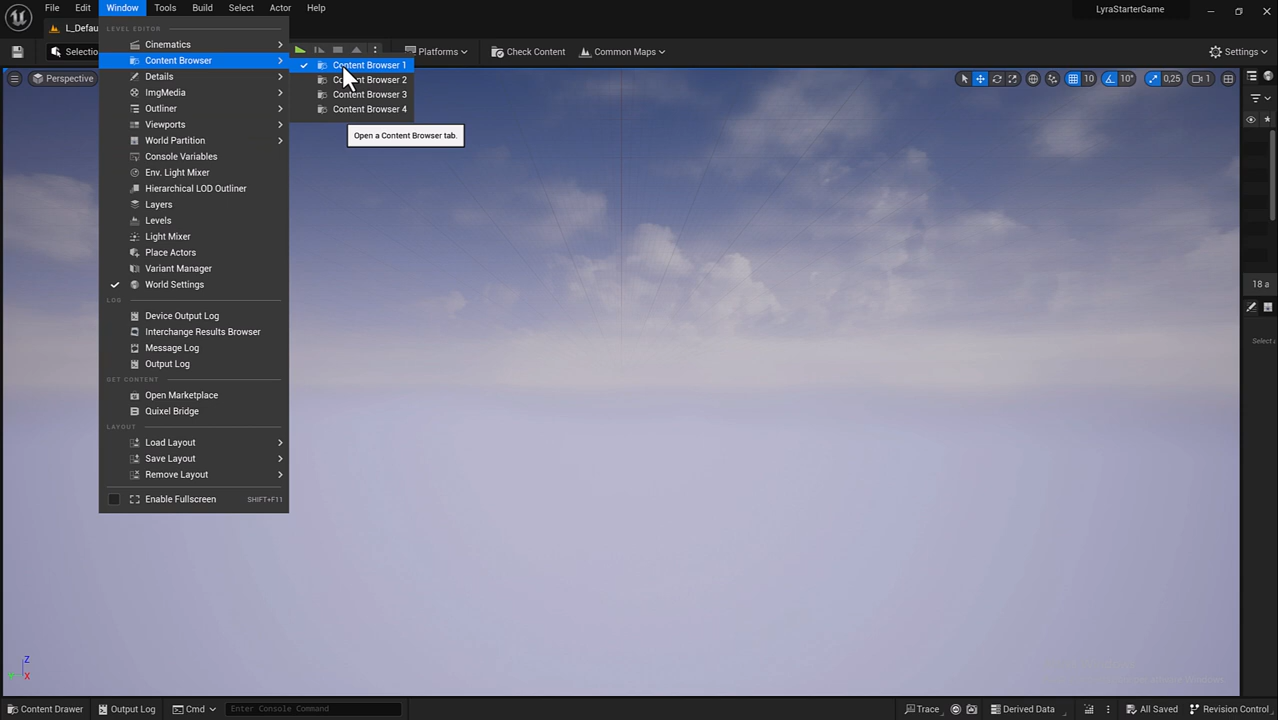 File Edit Window Tools Build Select Actor Help
LyraStarterGame
L_Defau
Selectio
Platforms
Check Content
Common Maps
Settings
Perspective
10
10°
0,25
1
LEVEL EDITOR
Cinematics
Content Browser
Details
ImgMedia
Outliner
Viewports
World Partition
Console Variables
Env. Light Mixer
Hierarchical LOD Outliner
Layers
Levels
Light Mixer
Place Actors
Variant Manager
World Settings
LOG
Device Output Log
Interchange Results Browser
Message Log
Output Log
GET CONTENT
Open Marketplace
Quixel Bridge
LAYOUT
Load Layout
Save Layout
Remove Layout
Enable Fullscreen SHIFT+F11
Content Browser 1
Content Browser 2
Content Browser 3
Content Browser 4
Open a Content Browser tab.
18 a
Select a
Z
X
Content Drawer
Output Log
Cmd
Enter Console Command
Trace
Derived Data
All Saved
Revision Control